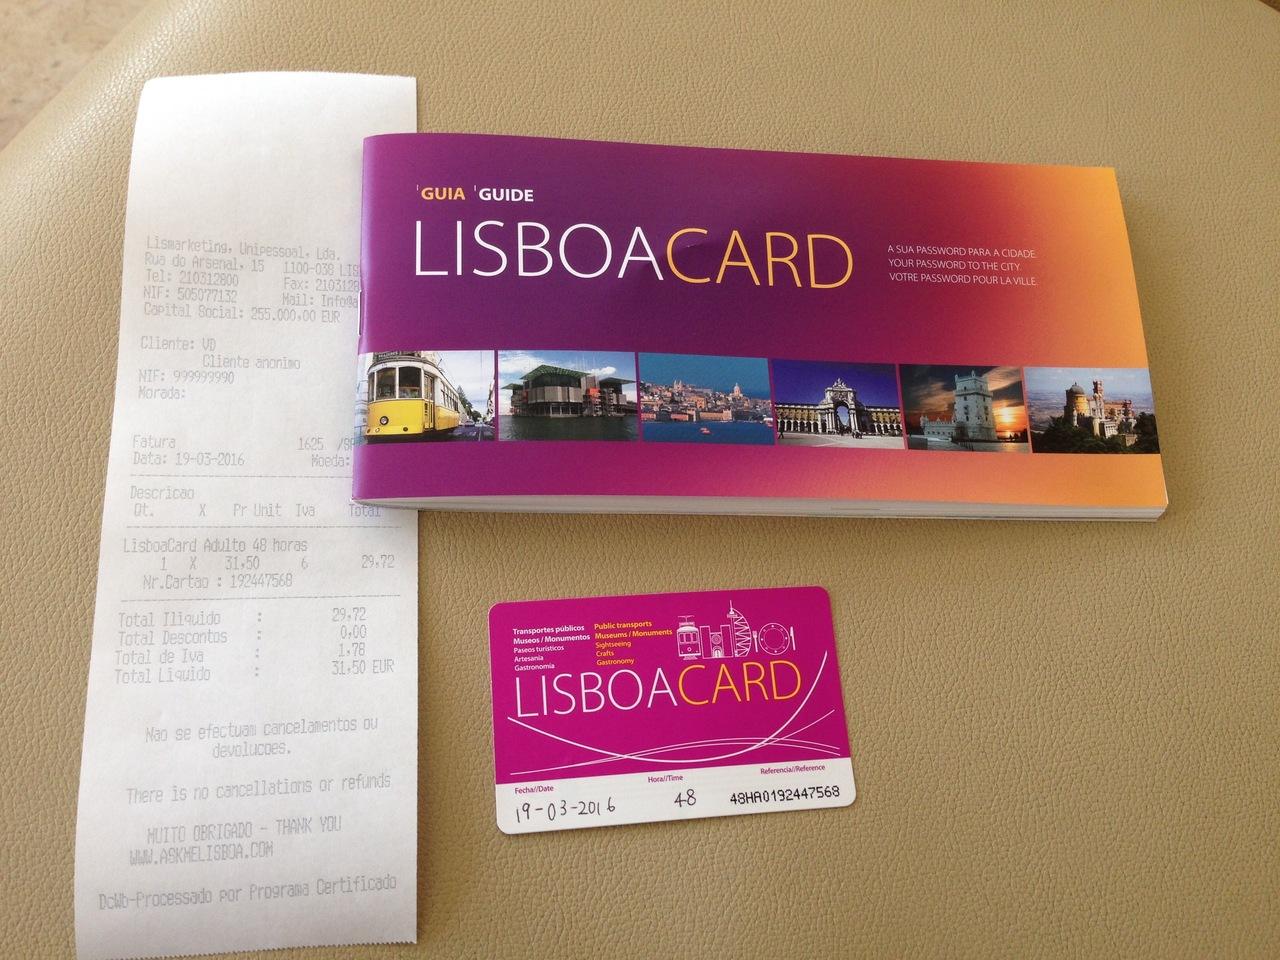 Lismarketing, Unipessoal, Lda.
Rua do Arsenal, 15 1100-038 LIS
Tel: 210312800 Fax: 210312
NIF: 505077132 Mail: Info@a
Capital Social: 255.000,00 EUR
Cliente: VD
Cliente anonimo
NIF: 999999990
Morada:
Fatura 1625 /8P
Data: 19-03-2016 Moeda:
Descricao
Qt. X Pr Unit Iva Total
LisboaCard Adulto 48 horas
1 X 31,50 6 29,72
Nr.Cartao : 192447568
Total Iliquido : 29,72
Total Descontos : 0,00
Total de Iva : 1,78
Total Liquido : 31,50 EUR
Nao se efectuam cancelamentos ou
devolucoes.
There is no cancellations or refunds
MUITO OBRIGADO - THANK YOU
WWW.ASKMELISBOA.COM
DcWb-Processado por Programa Certificado
GUIA GUIDE
LISBOACARD
A SUA PASSWORD PARA A CIDADE.
YOUR PASSWORD TO THE CITY.
VOTRE PASSWORD POUR LA VILLE.
Transportes públicos
Museos / Monumentos
Paseos turísticos
Artesanía
Gastronomía
Public transports
Museums / Monuments
Sightseeing
Crafts
Gastronomy
LISBOACARD
Fecha//Date Hora//Time Referencia//Reference
19-03-2016 48 48HA0192447568